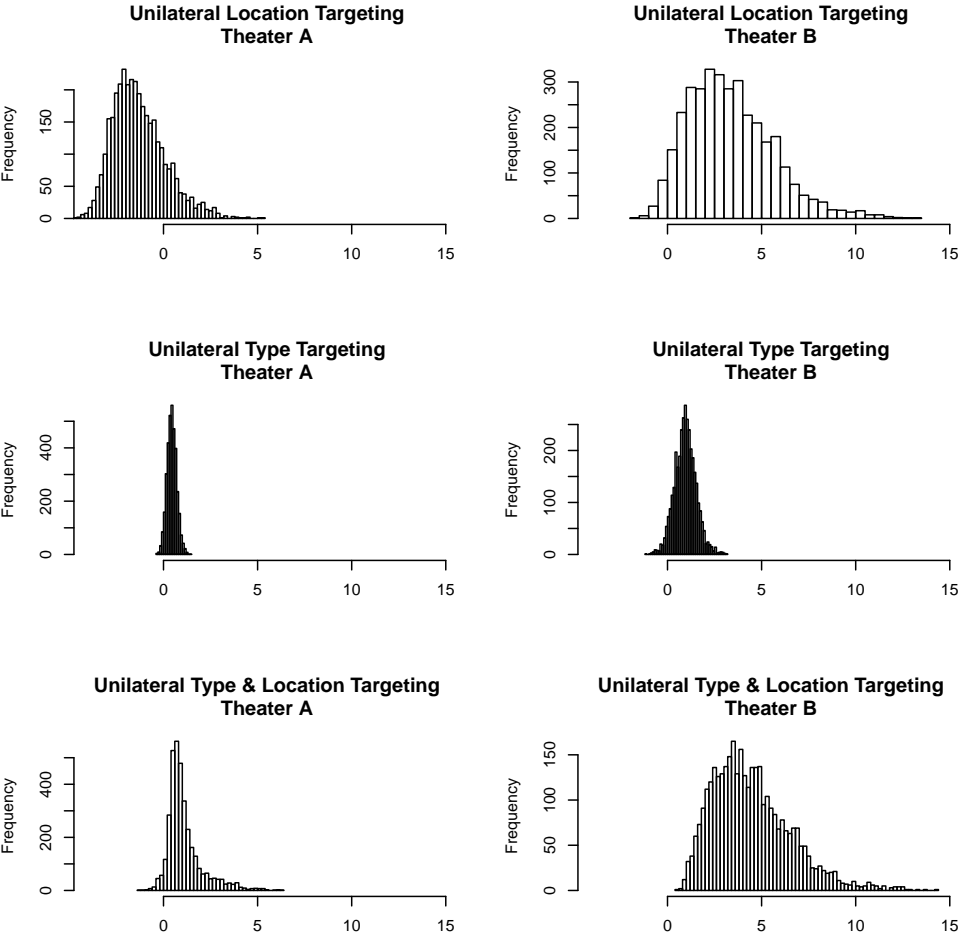 Unilateral Location Targeting
Theater A
Frequency
0
50
150
0
5
10
15
Unilateral Location Targeting
Theater B
0
100
200
300
Frequency
0
5
10
15
Unilateral Type Targeting
Theater A
Frequency
0
200
400
0
5
10
15
Unilateral Type Targeting
Theater B
Frequency
0
100
200
0
5
10
15
Unilateral Type & Location Targeting
Theater A
Frequency
0
200
400
0
5
10
15
Unilateral Type & Location Targeting
Theater B
Frequency
0
50
100
150
0
5
10
15